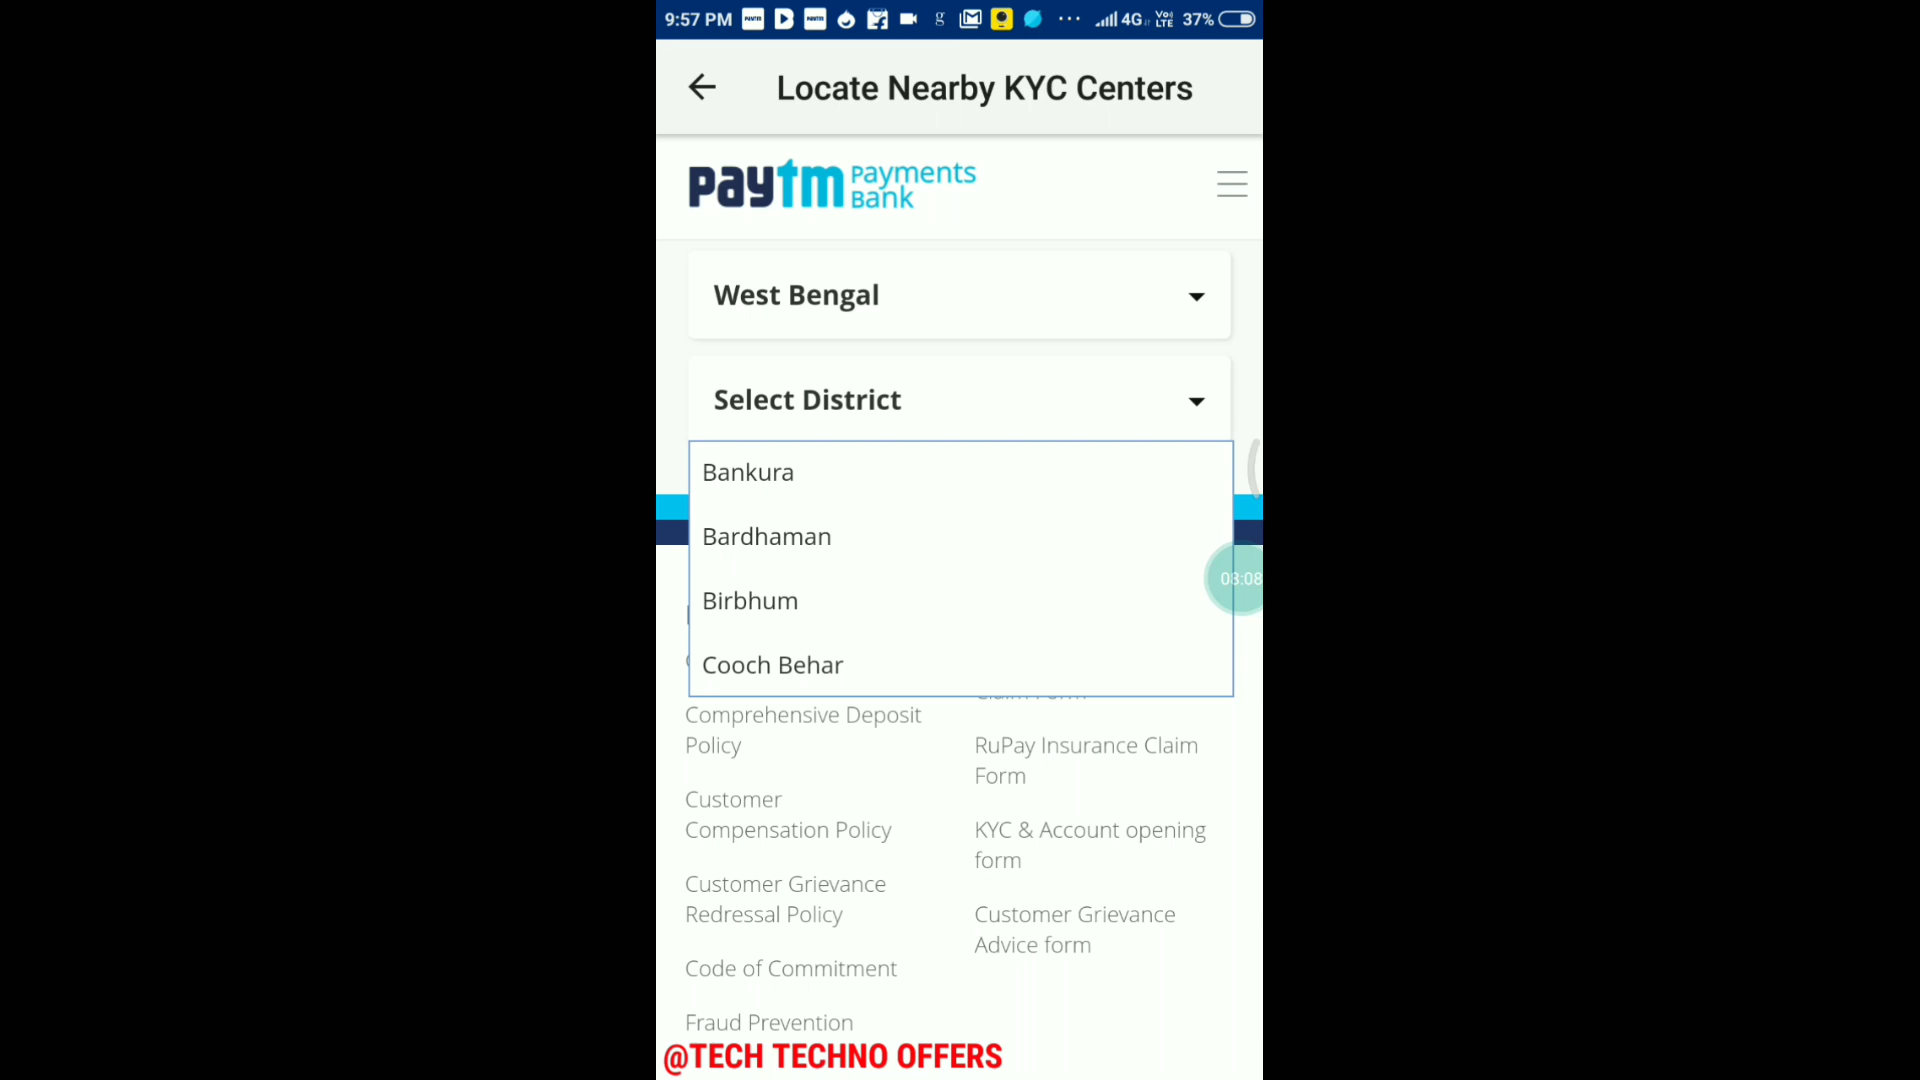 9:57 PM 4G VoLTE 37%
Locate Nearby KYC Centers
paytm Payments Bank
West Bengal
Select District
Bankura
Bardhaman
Birbhum
Cooch Behar
08:08
Comprehensive Deposit
Policy
Customer
Compensation Policy
Customer Grievance
Redressal Policy
Code of Commitment
Fraud Prevention
RuPay Insurance Claim
Form
KYC & Account opening
form
Customer Grievance
Advice form
@TECH TECHNO OFFERS